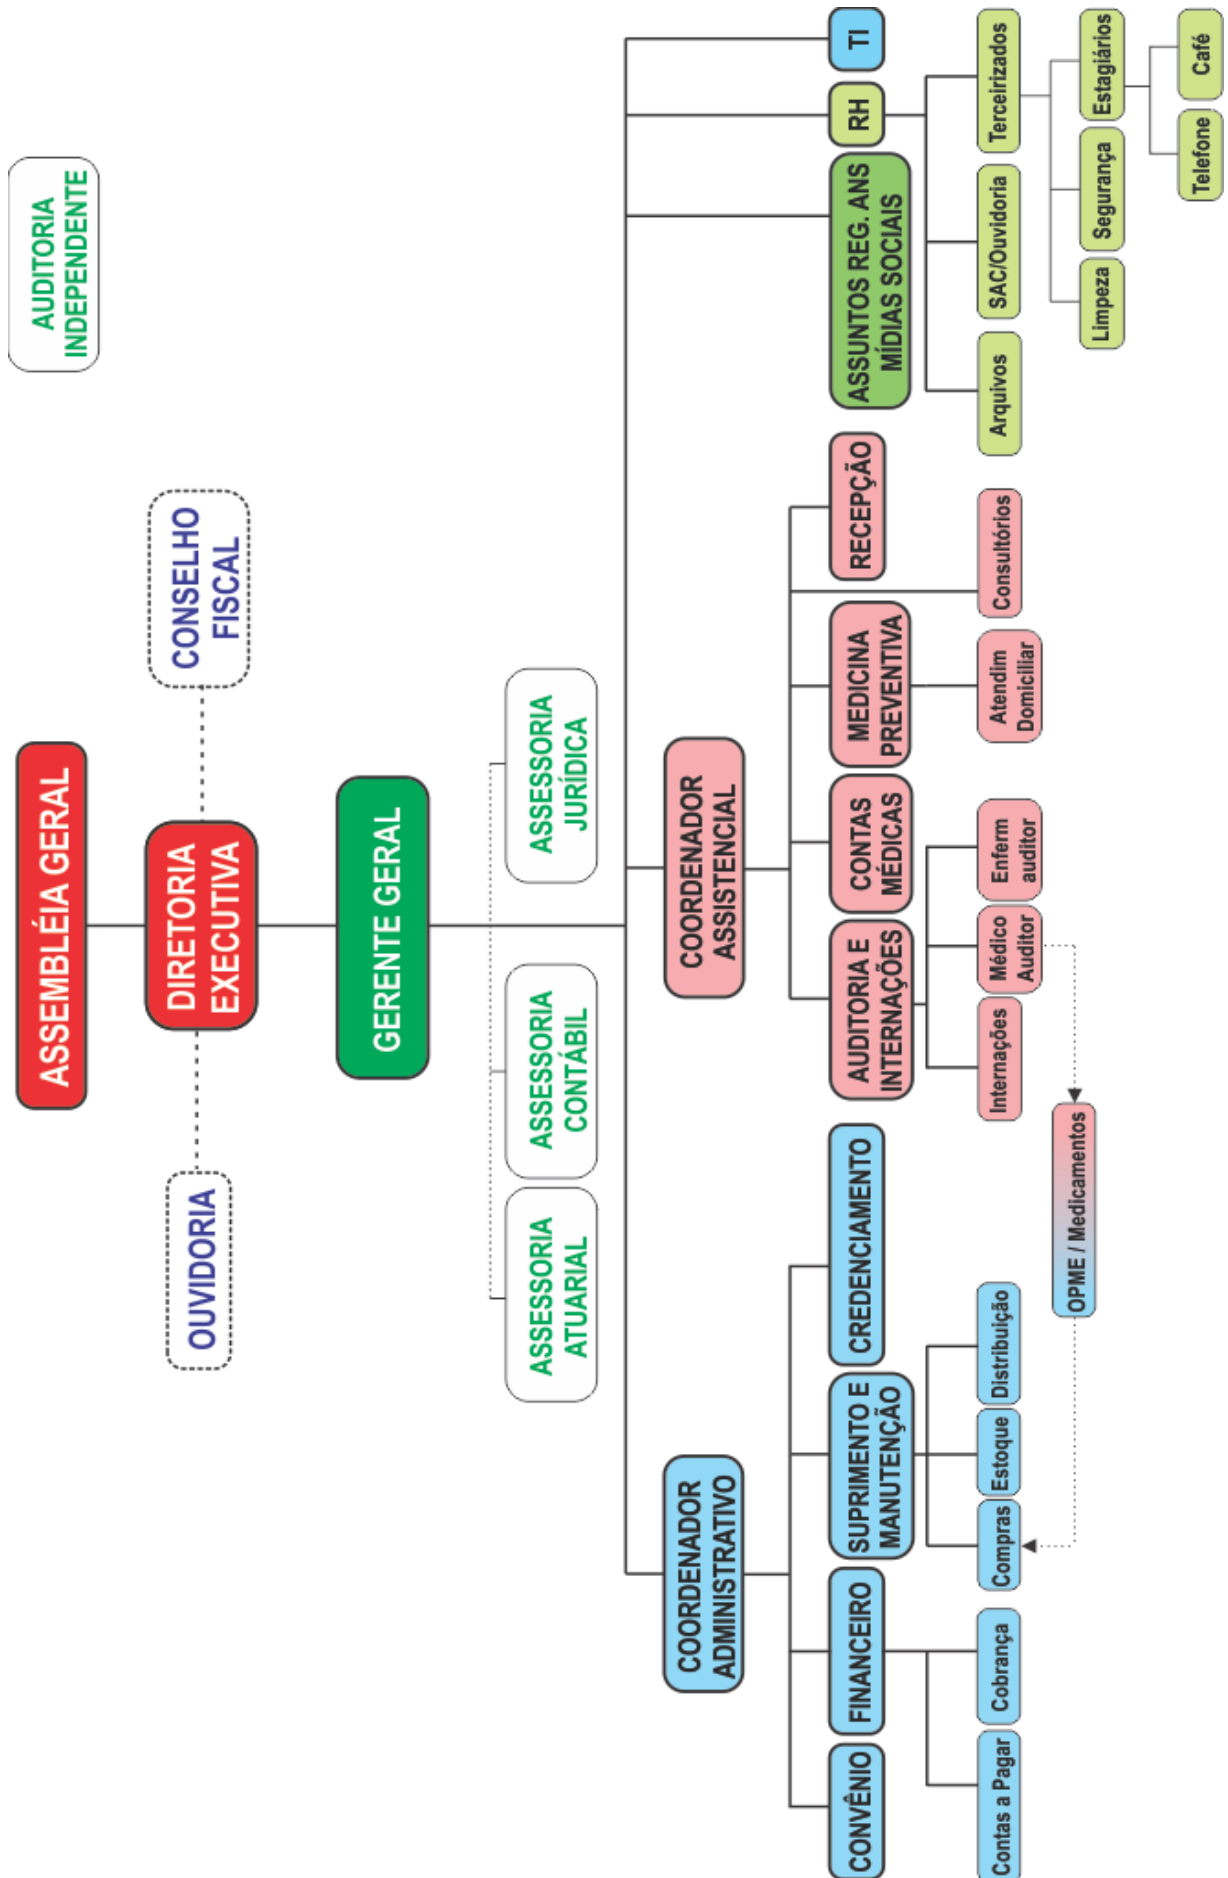 AUDITORIA
INDEPENDENTE
ASSEMBLÉIA GERAL
OUVIDORIA
DIRETORIA
EXECUTIVA
CONSELHO
FISCAL
GERENTE GERAL
ASSESSORIA
ATUARIAL
ASSESSORIA
CONTÁBIL
ASSESSORIA
JURÍDICA
COORDENADOR
ADMINISTRATIVO
COORDENADOR
ASSISTENCIAL
CONVÊNIO
FINANCEIRO
SUPRIMENTO E
MANUTENÇÃO
CREDENCIAMENTO
AUDITORIA E
INTERNAÇÕES
CONTAS
MÉDICAS
MEDICINA
PREVENTIVA
RECEPÇÃO
ASSUNTOS REG. ANS
MÍDIAS SOCIAIS
RH
TI
Contas a Pagar
Cobrança
Compras
Estoque
Distribuição
Internações
Médico
Auditor
Enferm
auditor
Atendim
Domiciliar
Consultórios
Arquivos
SAC/Ouvidoria
Terceirizados
OPME / Medicamentos
Limpeza
Segurança
Estagiários
Telefone
Café